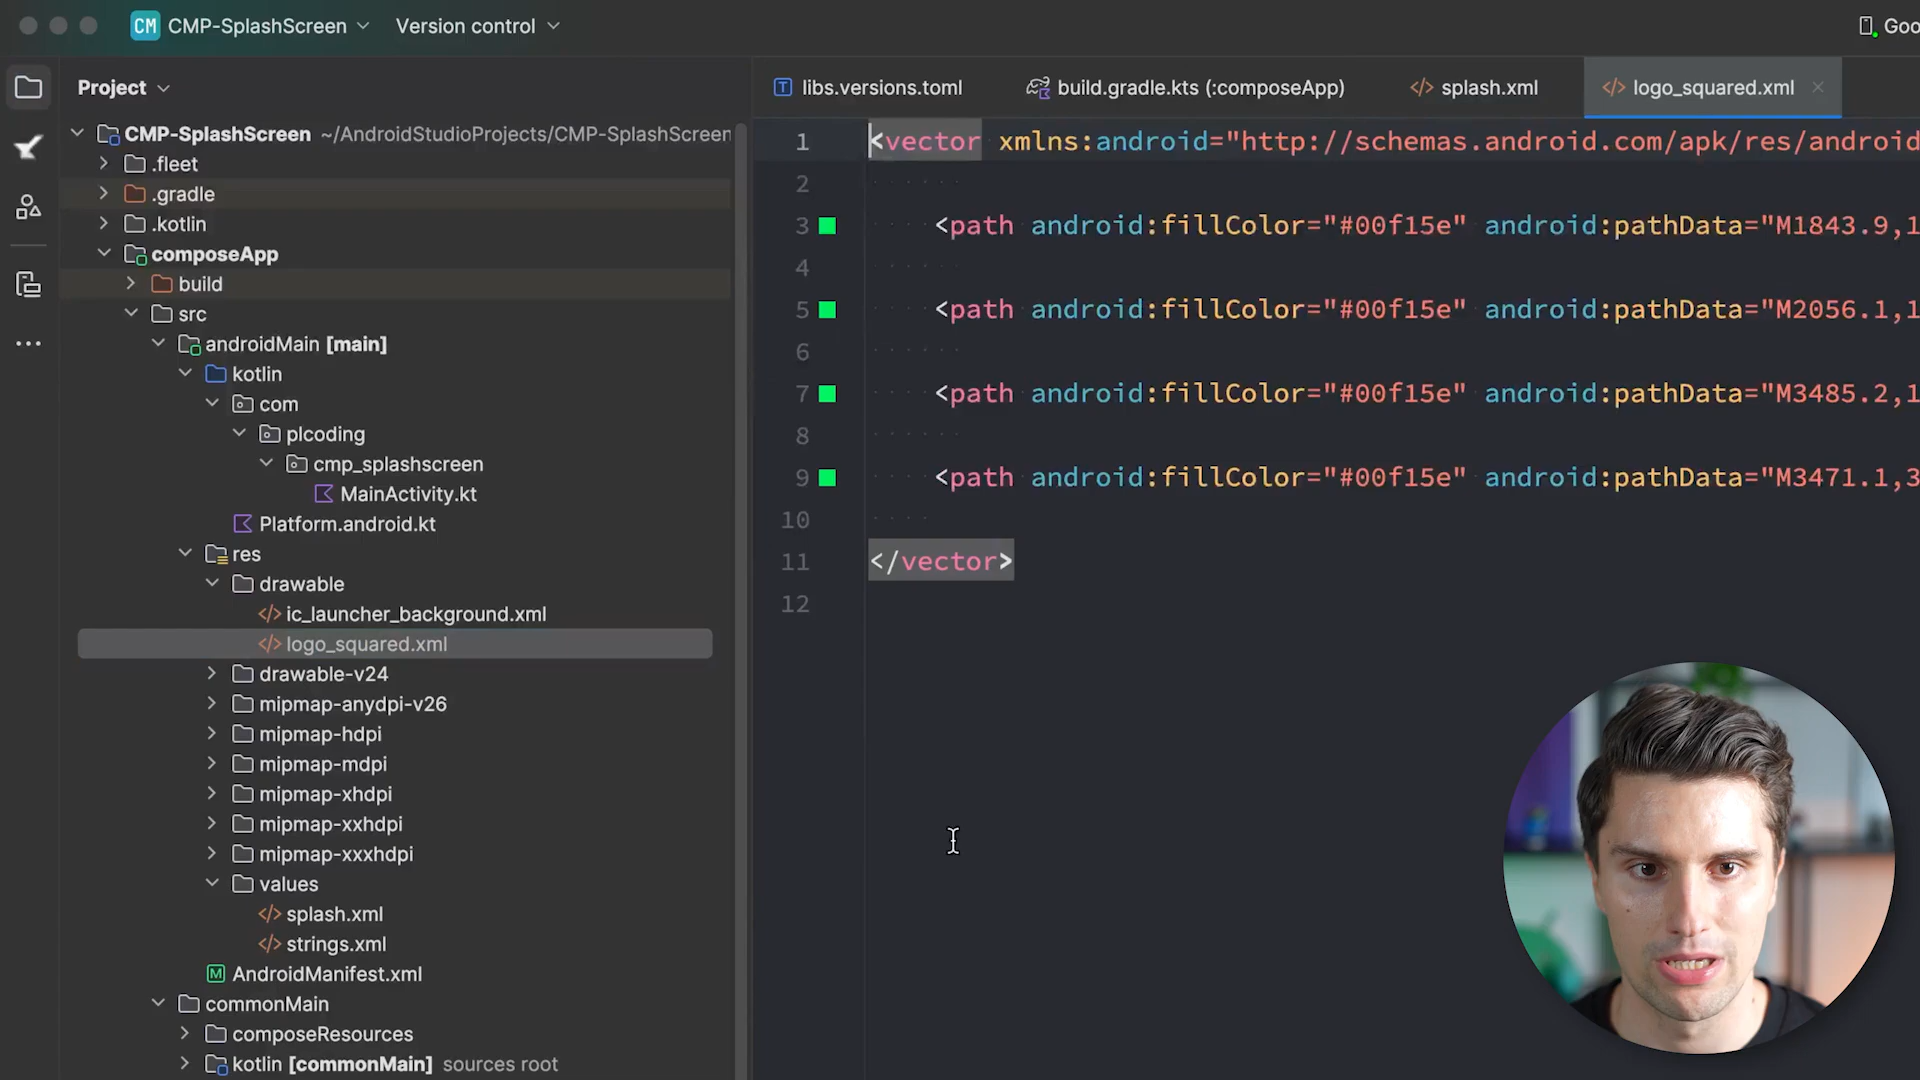 CM CMP-SplashScreen Version control Goo
Project
libs.versions.toml build.gradle.kts (:composeApp) </> splash.xml </> logo_squared.xml
CMP-SplashScreen ~/AndroidStudioProjects/CMP-SplashScreen
.fleet
.gradle
.kotlin
composeApp
build
src
androidMain [main]
kotlin
com
plcoding
cmp_splashscreen
MainActivity.kt
Platform.android.kt
res
drawable
</> ic_launcher_background.xml
</> logo_squared.xml
drawable-v24
mipmap-anydpi-v26
mipmap-hdpi
mipmap-mdpi
mipmap-xhdpi
mipmap-xxhdpi
mipmap-xxxhdpi
values
</> splash.xml
</> strings.xml
M AndroidManifest.xml
commonMain
composeResources
kotlin [commonMain] sources root
1 <vector xmlns:android="http://schemas.android.com/apk/res/android
2
3 <path android:fillColor="#00f15e" android:pathData="M1843.9,1
4
5 <path android:fillColor="#00f15e" android:pathData="M2056.1,1
6
7 <path android:fillColor="#00f15e" android:pathData="M3485.2,1
8
9 <path android:fillColor="#00f15e" android:pathData="M3471.1,3
10
11 </vector>
12